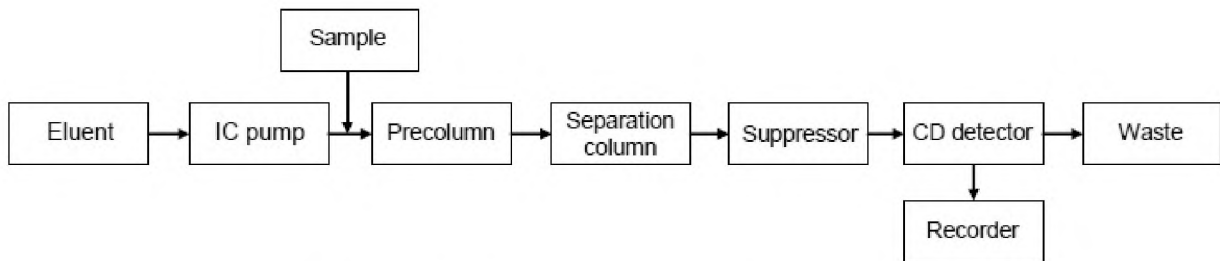 Sample
Eluent
IC pump
Precolumn
Separation
column
Suppressor
CD detector
Waste
Recorder